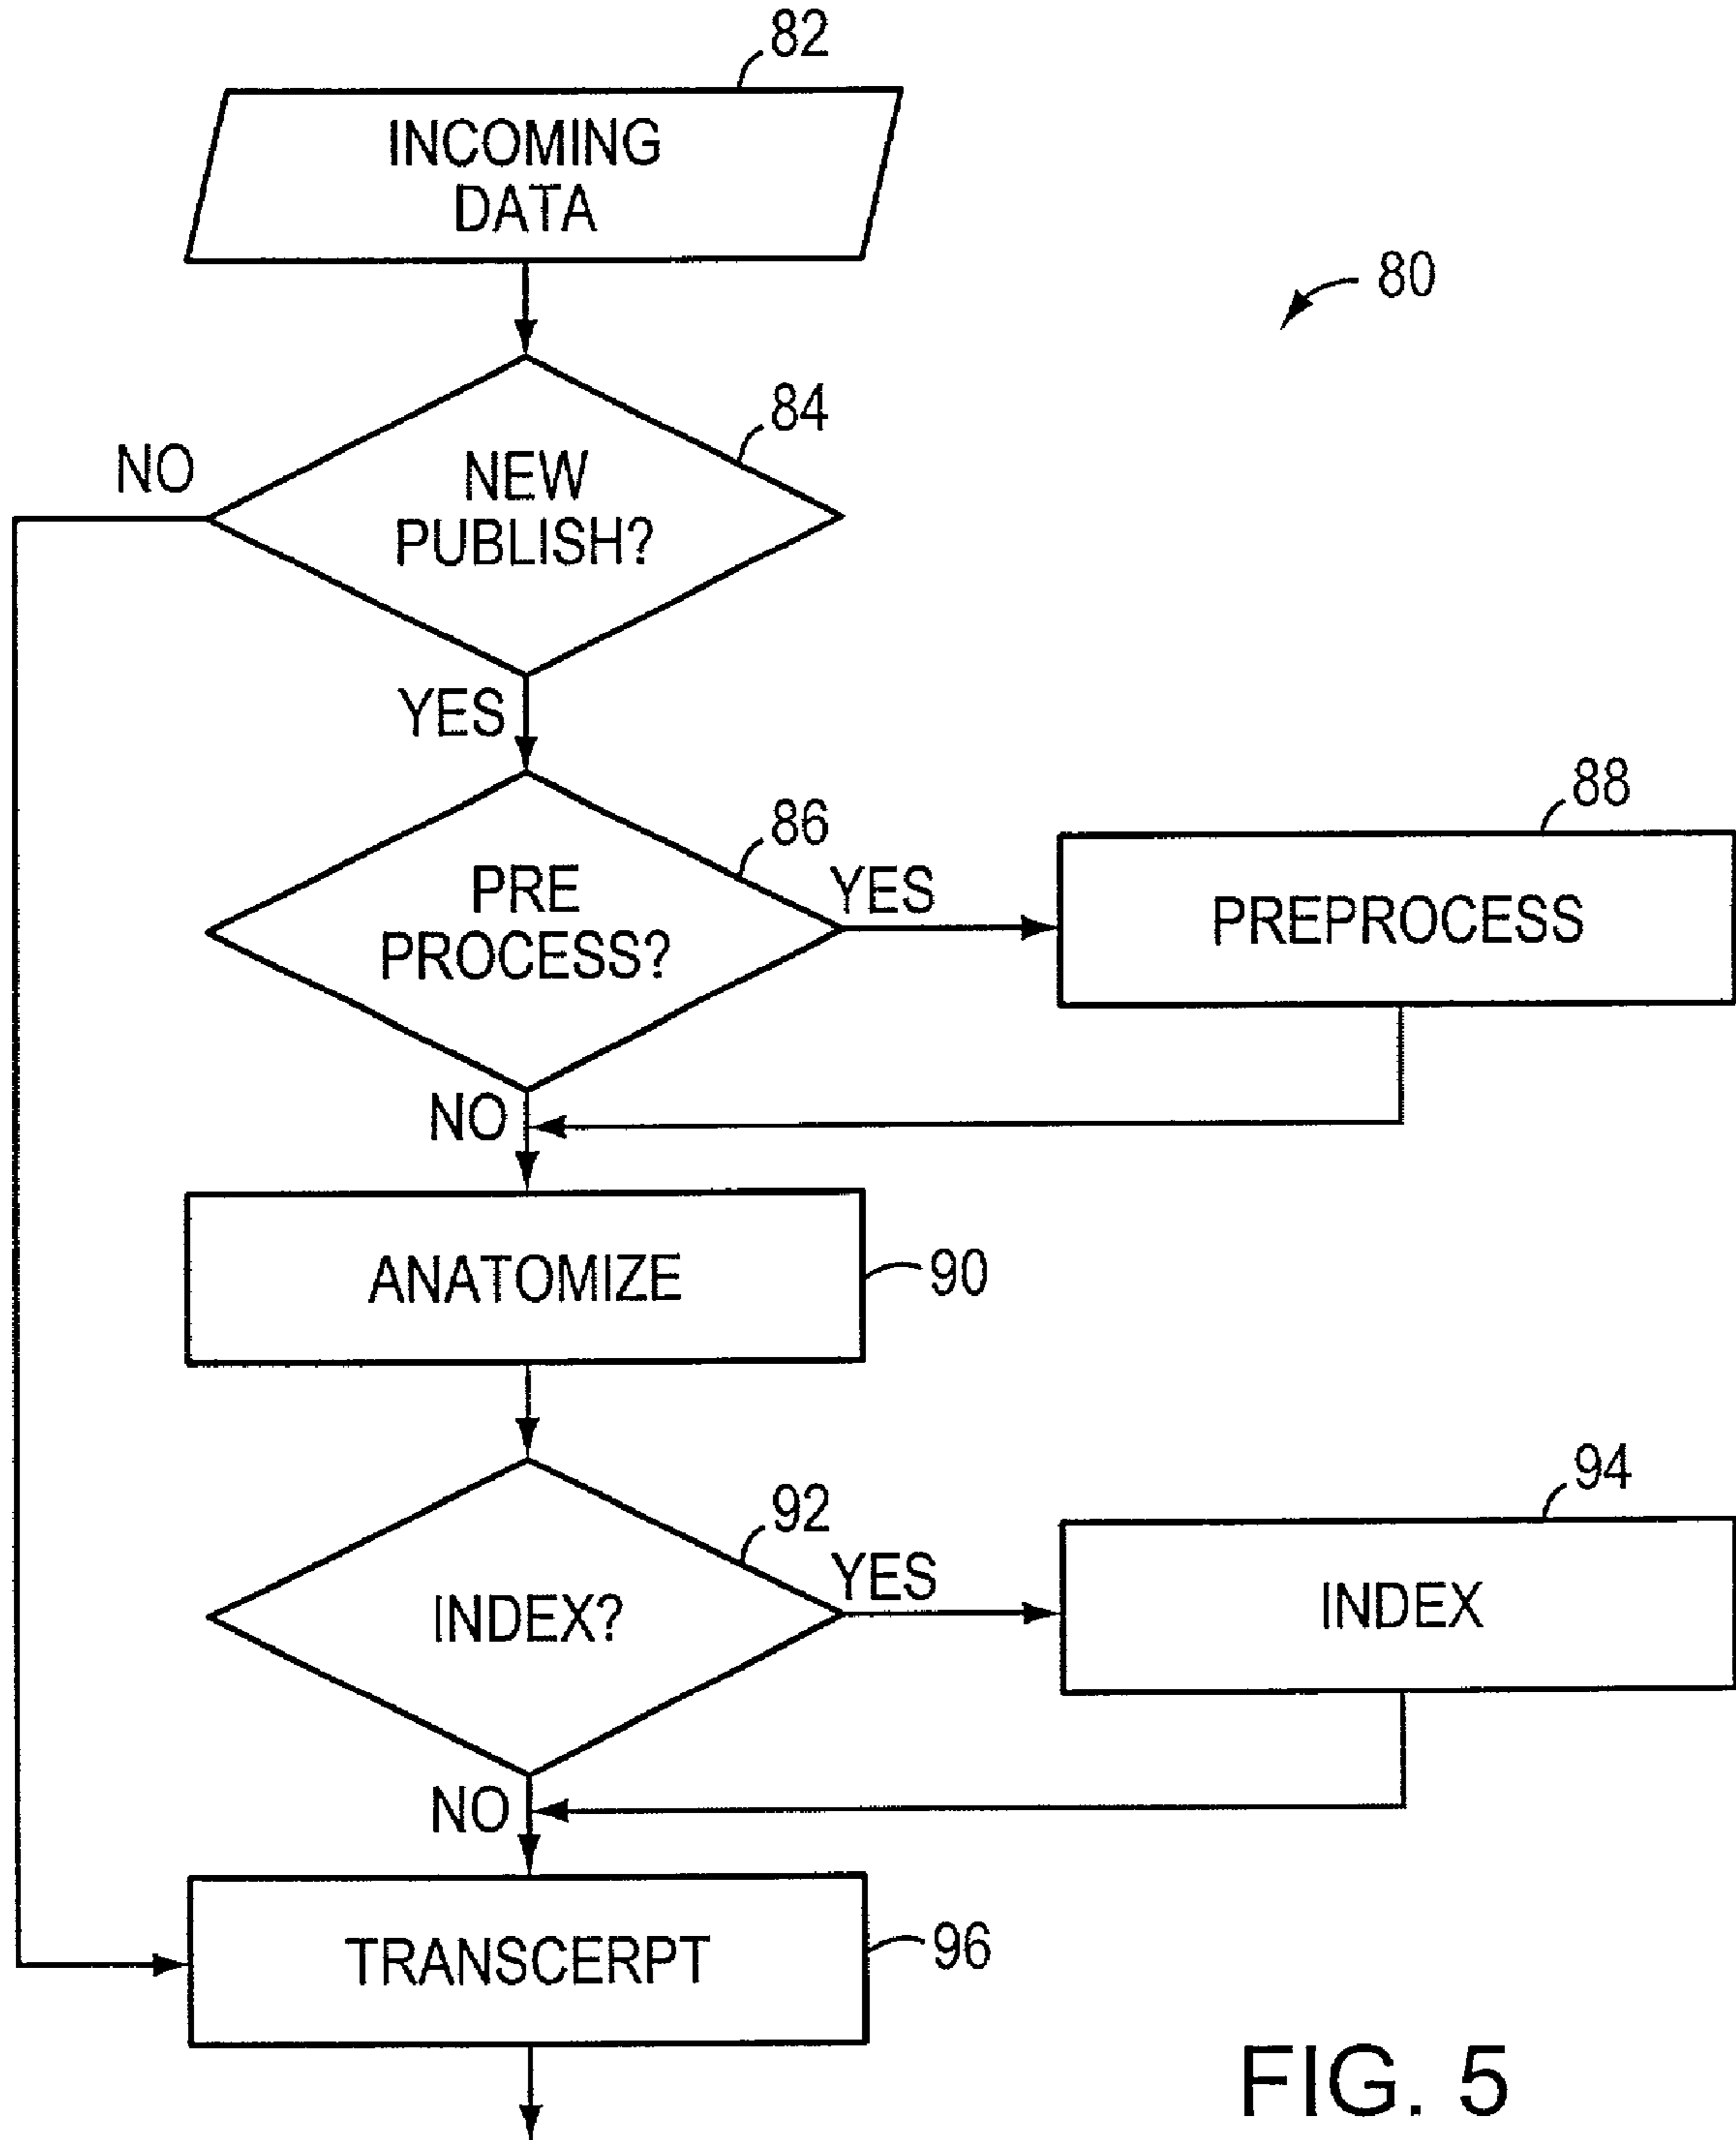 82
INCOMING
DATA
80
84
NO
NEW
PUBLISH?
YES
86
88
PRE
PROCESS?
YES
PREPROCESS
NO
ANATOMIZE
90
92
94
INDEX?
YES
INDEX
NO
TRANSCERPT
96
FIG. 5